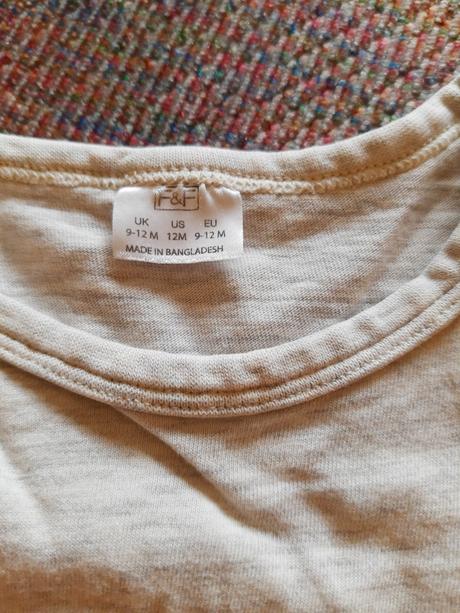 F&F
UK US EU
9-12 M 12M 9-12 M
MADE IN BANGLADESH